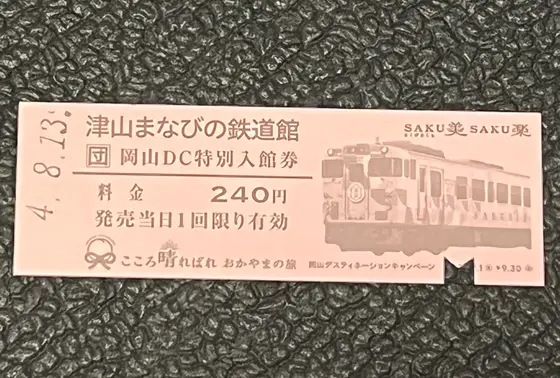 4. 8. 13
津山まなびの鉄道館
団 岡山DC特別入館券
料金 240円
発売当日1回限り有効
こころ晴ればれ おかやまの旅
SAKU美 SAKU楽
岡山デスティネーションキャンペーン
.1 ▸9.30